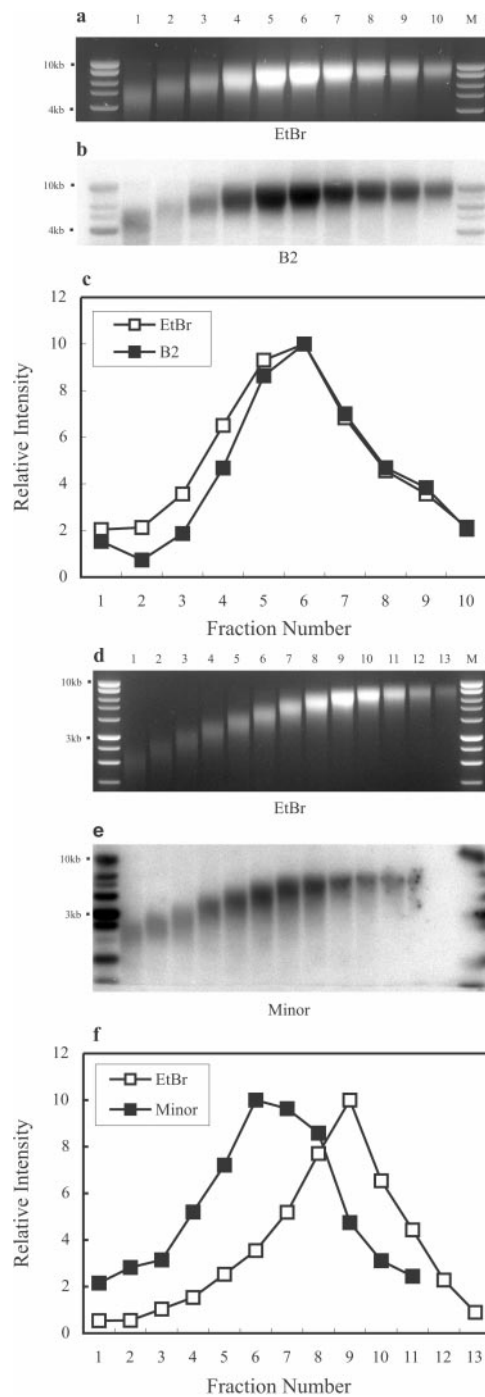 a
1 2 3 4 5 6 7 8 9 10 M
10kb
4kb
EtBr
b
10kb
4kb
B2
c
12
10
8
6
4
2
0
EtBr
B2
Relative Intensity
1 2 3 4 5 6 7 8 9 10
Fraction Number
d
1 2 3 4 5 6 7 8 9 10 11 12 13 M
10kb
3kb
EtBr
e
10kb
3kb
Minor
f
12
10
8
6
4
2
0
EtBr
Minor
Relative Intensity
1 2 3 4 5 6 7 8 9 10 11 12 13
Fraction Number